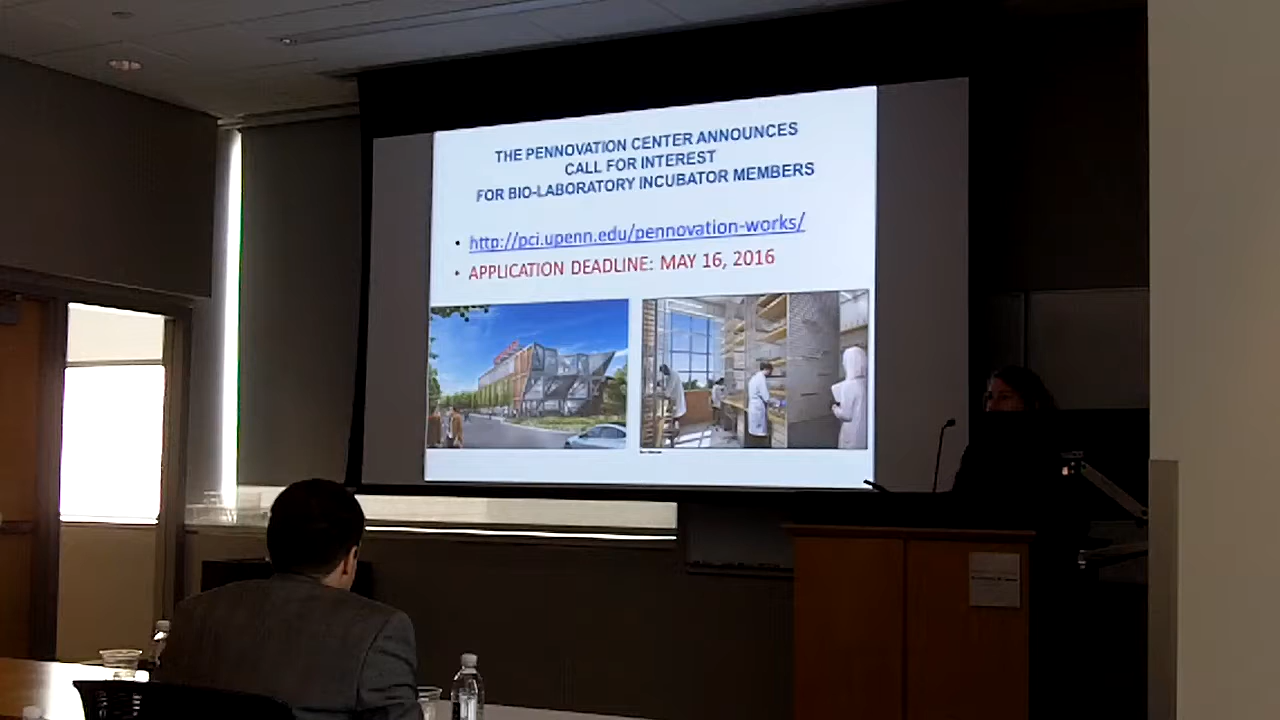 THE PENNOVATION CENTER ANNOUNCES
CALL FOR INTEREST
FOR BIO-LABORATORY INCUBATOR MEMBERS
• http://pci.upenn.edu/pennovation-works/
• APPLICATION DEADLINE: MAY 16, 2016